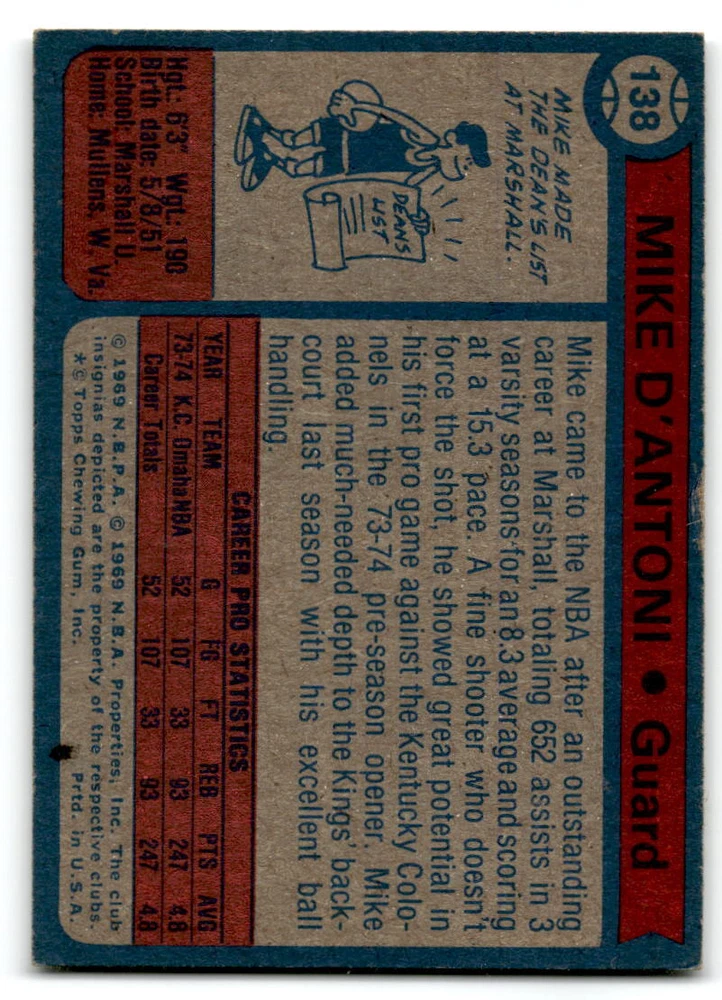 138
MIKE D'ANTONI • Guard
MIKE MADE
THE DEAN'S LIST
AT MARSHALL.
DEANS
LIST
Hgt.: 6'3" Wgt.: 190
Birth date: 5/8/51
School: Marshall U.
Home: Mullens, W. Va.
Mike came to the NBA after an outstanding
career at Marshall, totaling 652 assists in 3
varsity seasons for an 8.3 average and scoring
at a 15.3 pace. A fine shooter who doesn't
force the shot, he showed great potential in
his first pro game against the Kentucky Colo-
nels in the '73-74 pre-season opener. Mike
added much-needed depth to the Kings' back-
court last season with his excellent ball
handling.
CAREER PRO STATISTICS
YEAR TEAM G FG FT REB PTS AVG
73-74 K.C. Omaha NBA 52 107 33 93 247 4.8
Career Totals 52 107 33 93 247 4.8
© 1969 N.B.P.A. © 1969 N.B.A. Properties, Inc. The club
insignias depicted are the property of the respective clubs.
*© Topps Chewing Gum, Inc. Prtd. in U.S.A.